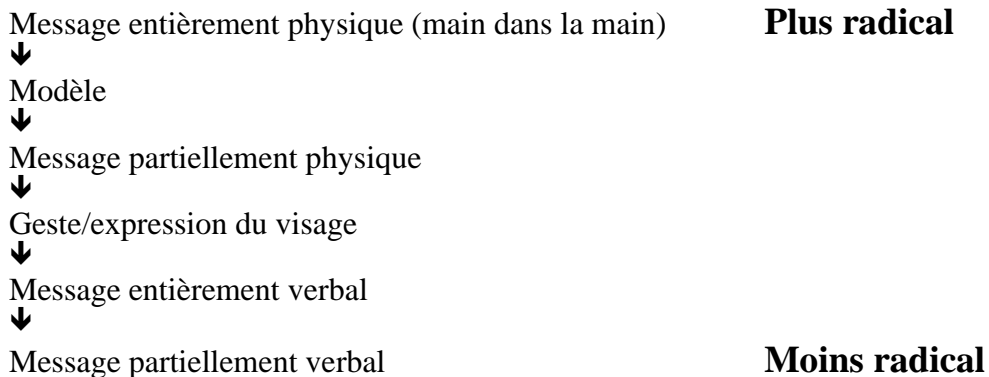 Message entièrement physique (main dans la main) Plus radical
🡻
Modèle
🡻
Message partiellement physique
🡻
Geste/expression du visage
🡻
Message entièrement verbal
🡻
Message partiellement verbal Moins radical